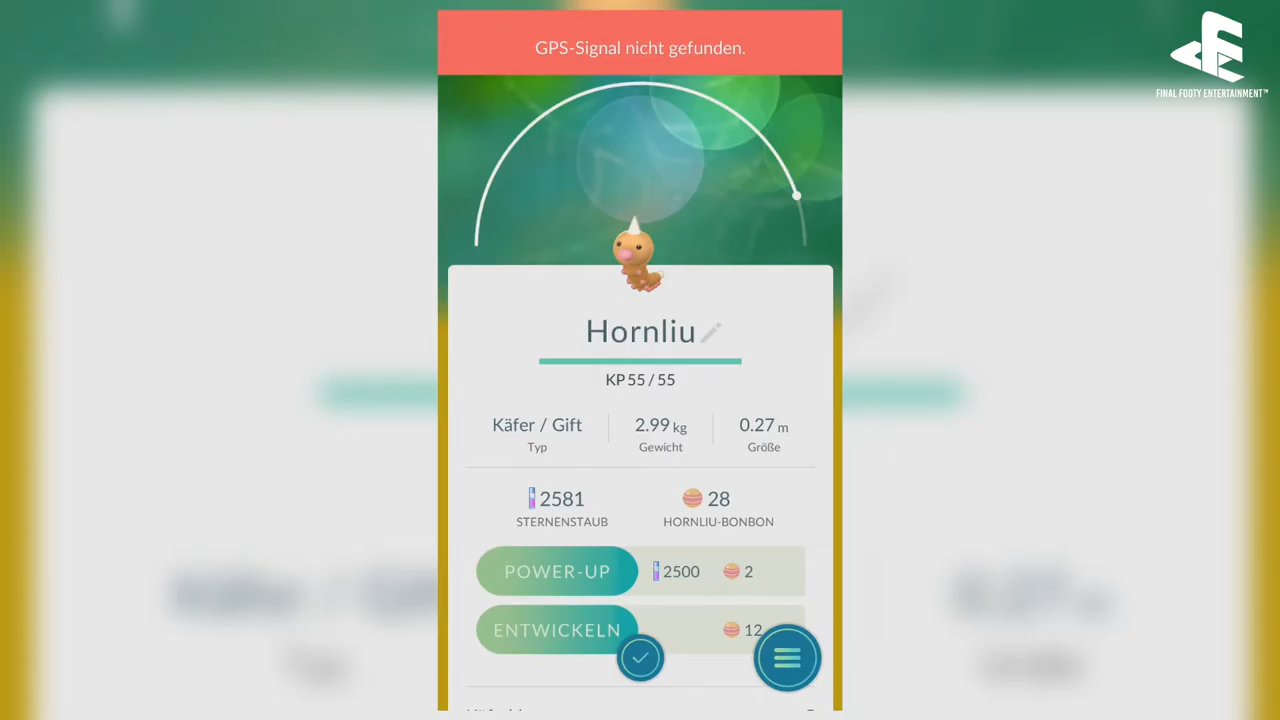 GPS-Signal nicht gefunden.
FINAL FOOTY ENTERTAINMENT™
Hornliu
KP 55 / 55
Käfer / Gift
2.99 kg
0.27 m
Typ
Gewicht
Größe
2581
28
STERNENSTAUB
HORNLIU-BONBON
POWER-UP
2500
2
ENTWICKELN
12